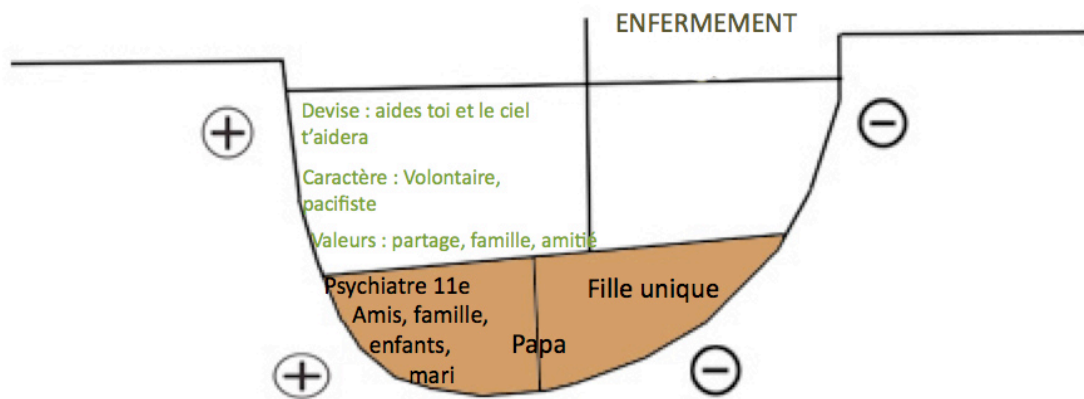 ENFERMEMENT
Devise : aides toi et le ciel
t'aidera
Caractère : Volontaire,
pacifiste
Valeurs : partage, famille, amitié
Psychiatre 11e
Amis, famille,
enfants,
mari
Papa
Fille unique